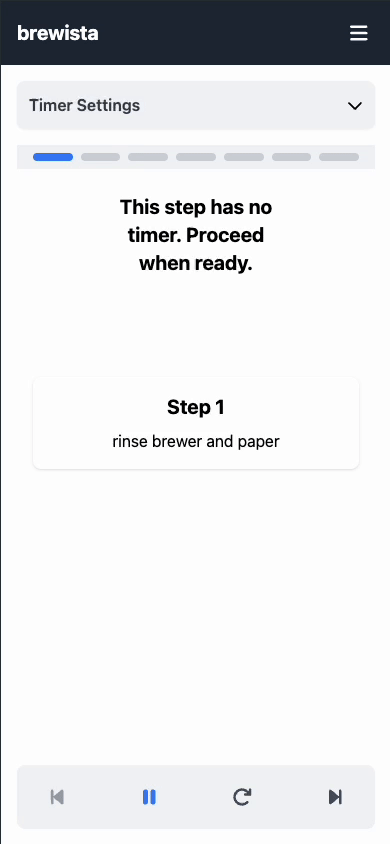 brewista
Timer Settings
This step has no
timer. Proceed
when ready.
Step 1
rinse brewer and paper